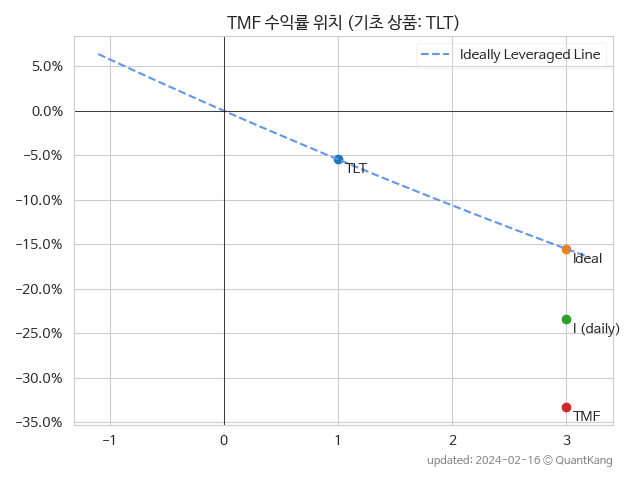 TMF 수익률 위치 (기초 상품: TLT)
Ideally Leveraged Line
5.0%
0.0%
−5.0%
−10.0%
−15.0%
−20.0%
−25.0%
−30.0%
−35.0%
TLT
Ideal
I (daily)
TMF
−1
0
1
2
3
updated: 2024-02-16 © QuantKang